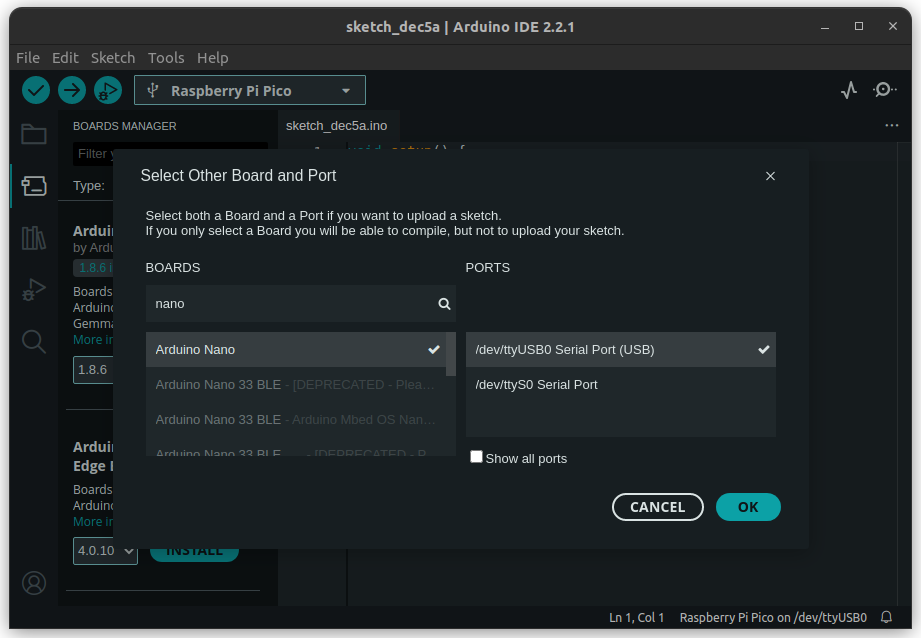 sketch_dec5a | Arduino IDE 2.2.1
File Edit Sketch Tools Help
Raspberry Pi Pico
BOARDS MANAGER
sketch_dec5a.ino
Filter
Type:
Select Other Board and Port
Select both a Board and a Port if you want to upload a sketch.
If you only select a Board you will be able to compile, but not to upload your sketch.
BOARDS
PORTS
nano
Arduino Nano
Arduino Nano 33 BLE - [DEPRECATED - Plea...
Arduino Nano 33 BLE - Arduino Mbed OS Nan...
Arduino Nano 33 BLE - [DEPRECATED - P
/dev/ttyUSB0 Serial Port (USB)
/dev/ttyS0 Serial Port
Show all ports
CANCEL
OK
Ardui
by Ardu
1.8.6 i
Boards
Arduino
Gemma
More in
1.8.6
Ardui
Edge
Boards
Arduino
More in
4.0.10
INSTALL
Ln 1, Col 1
Raspberry Pi Pico on /dev/ttyUSB0